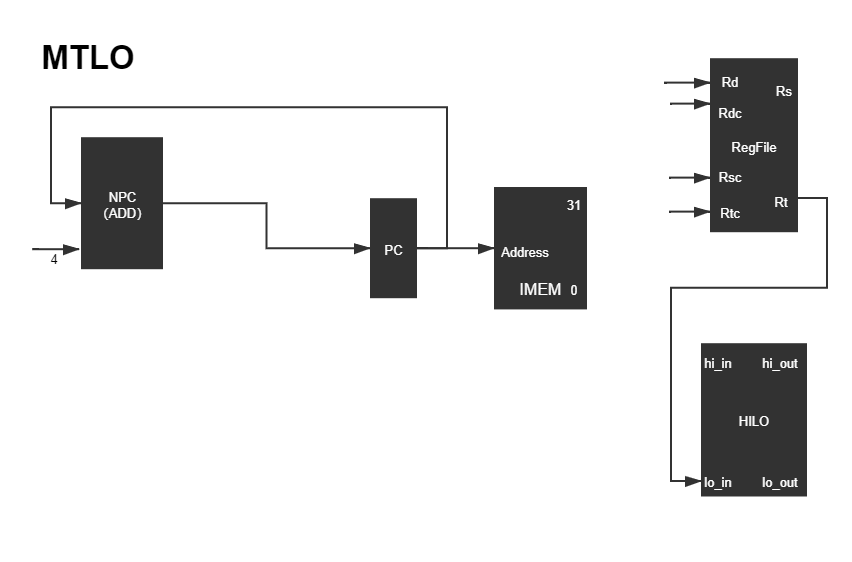 MTLO
NPC
(ADD)
4
PC
31
Address
IMEM 0
Rd
Rs
Rdc
RegFile
Rsc
Rt
Rtc
hi_in hi_out
HILO
lo_in lo_out